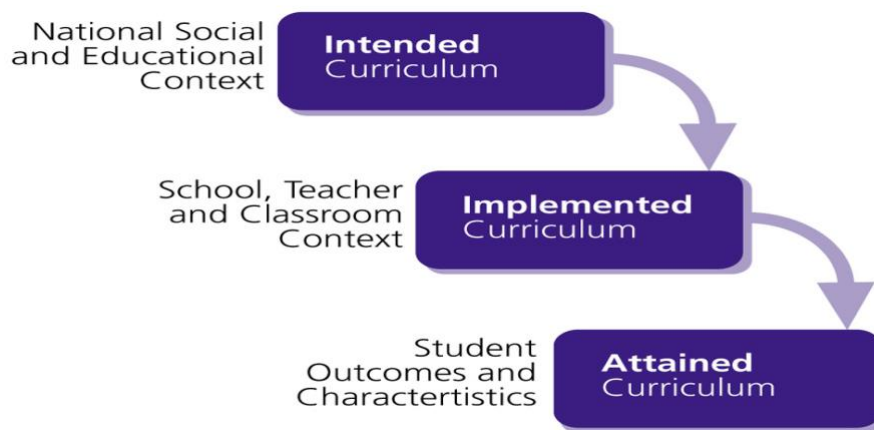 National Social
and Educational
Context
Intended
Curriculum
School, Teacher
and Classroom
Context
Implemented
Curriculum
Student
Outcomes and
Charactertistics
Attained
Curriculum